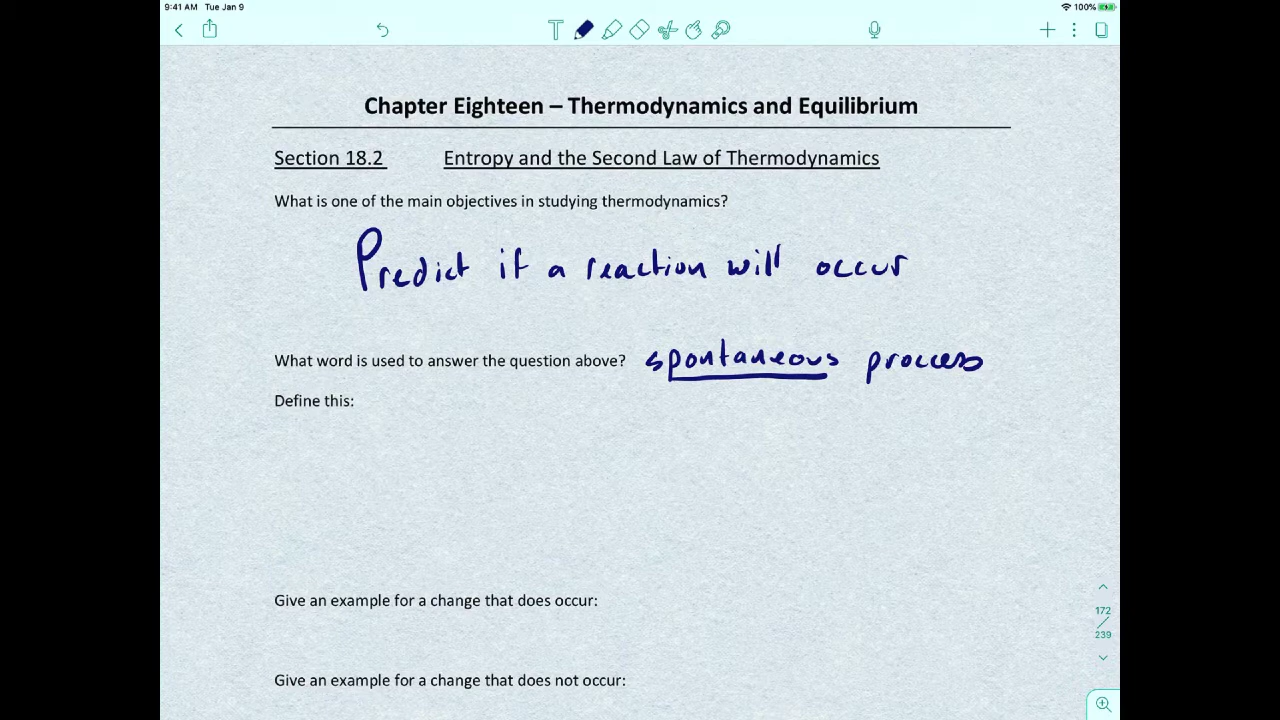 9:41 AM Tue Jan 9
100%
T
Chapter Eighteen – Thermodynamics and Equilibrium
Section 18.2 Entropy and the Second Law of Thermodynamics
What is one of the main objectives in studying thermodynamics?
Predict if a reaction will occur
What word is used to answer the question above? spontaneous proccess
Define this:
Give an example for a change that does occur:
172
/
239
Give an example for a change that does not occur: